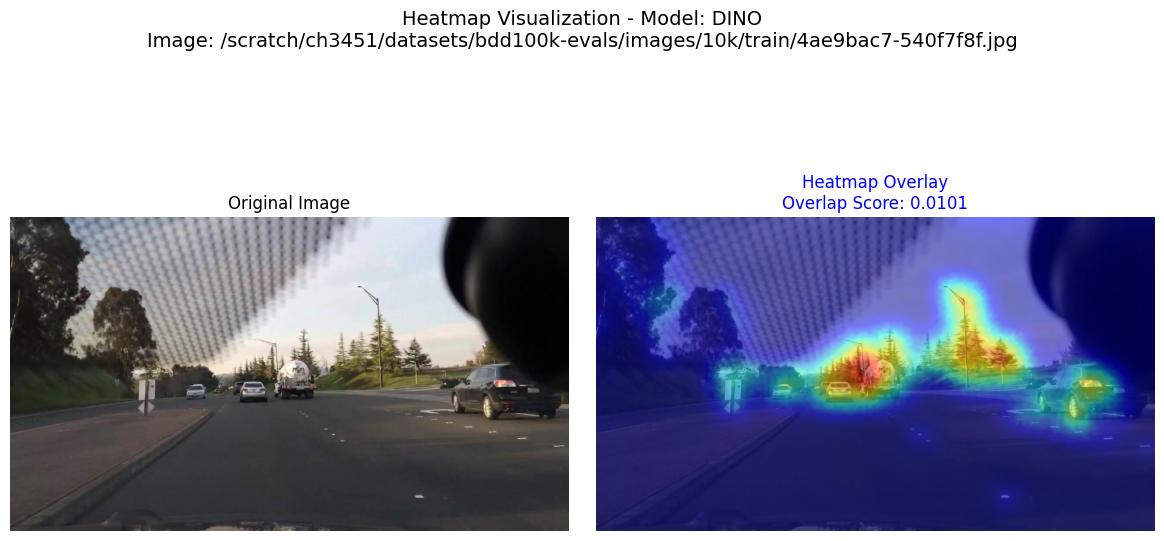 Heatmap Visualization - Model: DINO
Image: /scratch/ch3451/datasets/bdd100k-evals/images/10k/train/4ae9bac7-540f7f8f.jpg
Original Image
Heatmap Overlay
Overlap Score: 0.0101